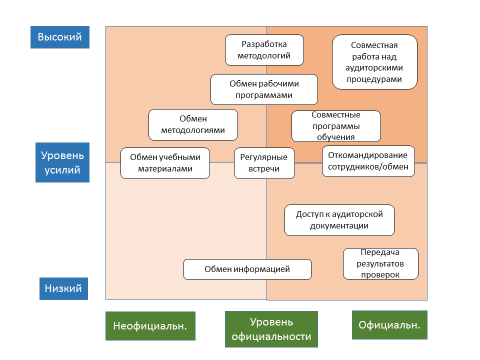 Высокий
Разработка
методологий
Совместная
работа над
аудиторскими
процедурами
Обмен рабочими
программами
Обмен
методологиями
Совместные
программы
обучения
Уровень
усилий
Обмен учебными
материалами
Регулярные
встречи
Откомандирование
сотрудников/обмен
Доступ к аудиторской
документации
Обмен информацией
Передача
результатов
проверок
Низкий
Неофициальн.
Уровень
официальности
Официальн.